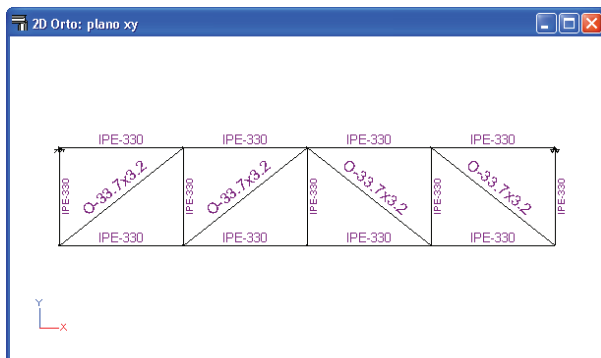 2D Orto: plano xy
IPE-330 IPE-330 IPE-330 IPE-330
IPE-330 O-33.7x3.2 IPE-330 O-33.7x3.2 IPE-330 O-33.7x3.2 IPE-330 O-33.7x3.2 IPE-330
IPE-330 IPE-330 IPE-330 IPE-330
Y
X